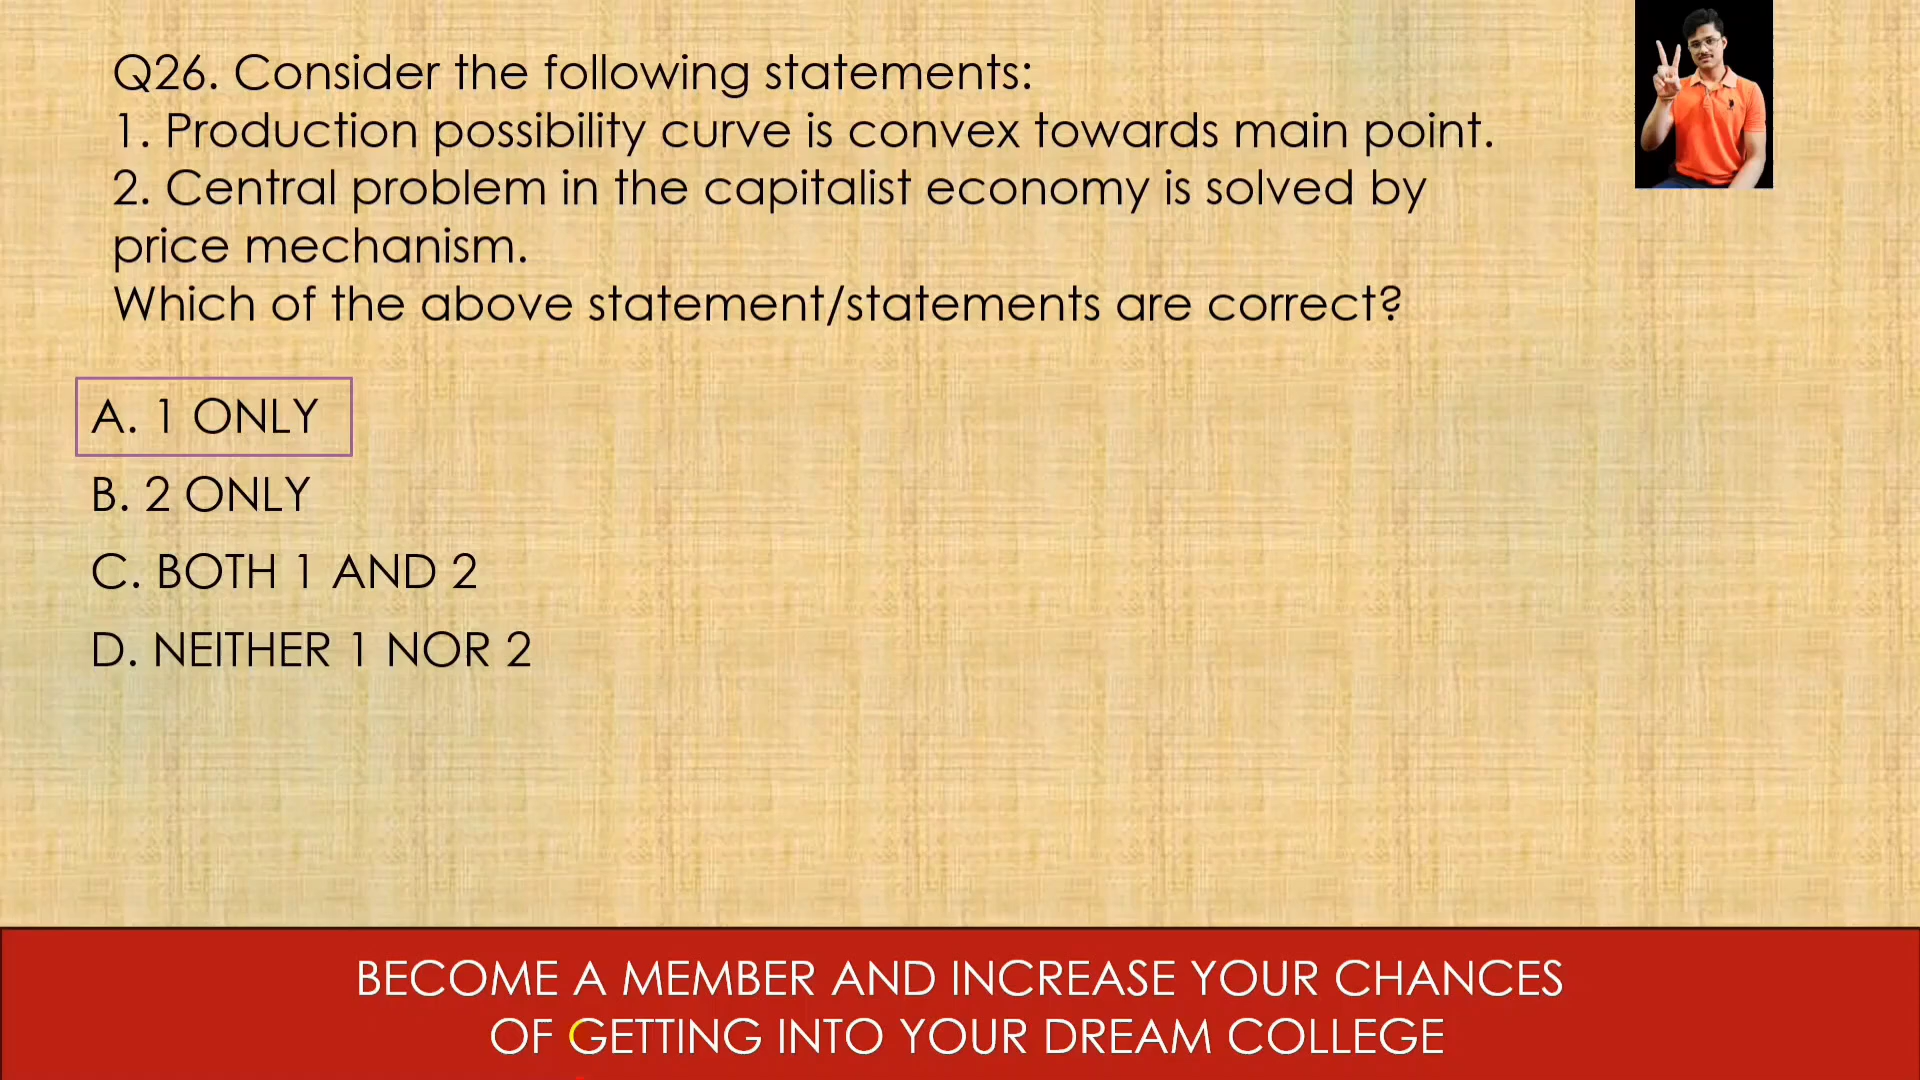 Q26. Consider the following statements:
1. Production possibility curve is convex towards main point.
2. Central problem in the capitalist economy is solved by
price mechanism.
Which of the above statement/statements are correct?
A. 1 ONLY
B. 2 ONLY
C. BOTH 1 AND 2
D. NEITHER 1 NOR 2
BECOME A MEMBER AND INCREASE YOUR CHANCES
OF GETTING INTO YOUR DREAM COLLEGE